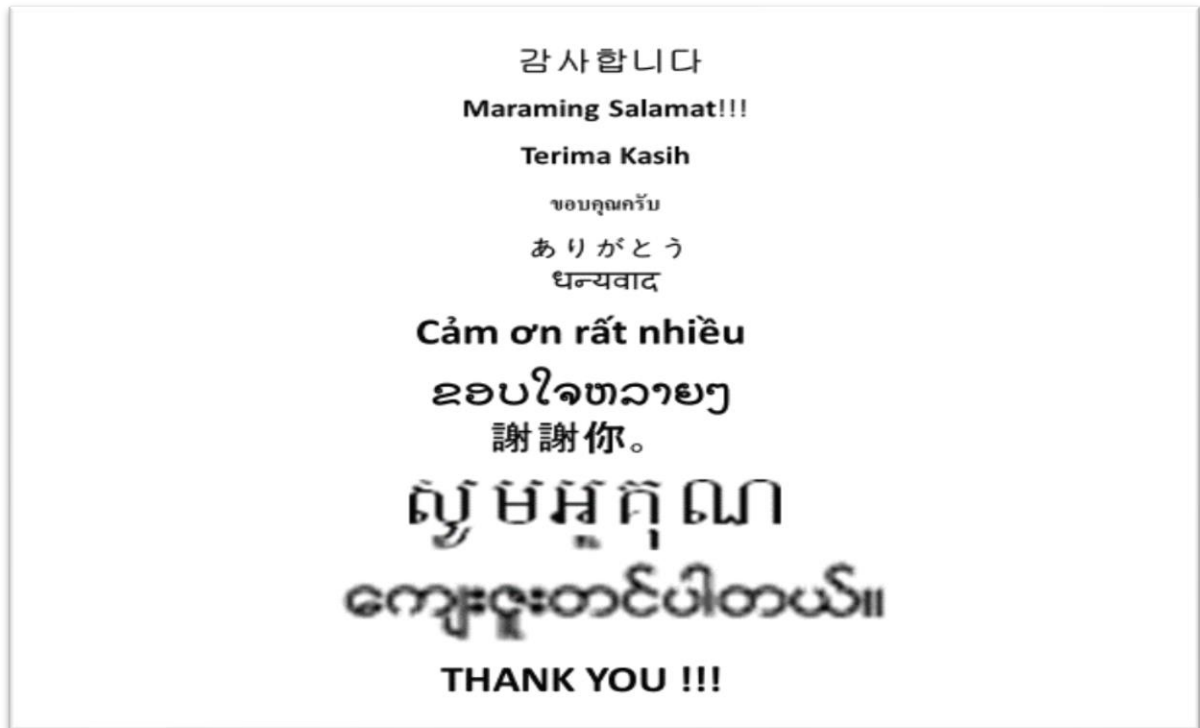 감사합니다
Maraming Salamat!!!
Terima Kasih
ขอบคุณครับ
ありがとう
धन्यवाद
Cảm ơn rất nhiều
ຂອບໃຈຫລາຍໆ
謝謝你。
សូមអរគុណ
ကျေးဇူးတင်ပါတယ်။
THANK YOU !!!